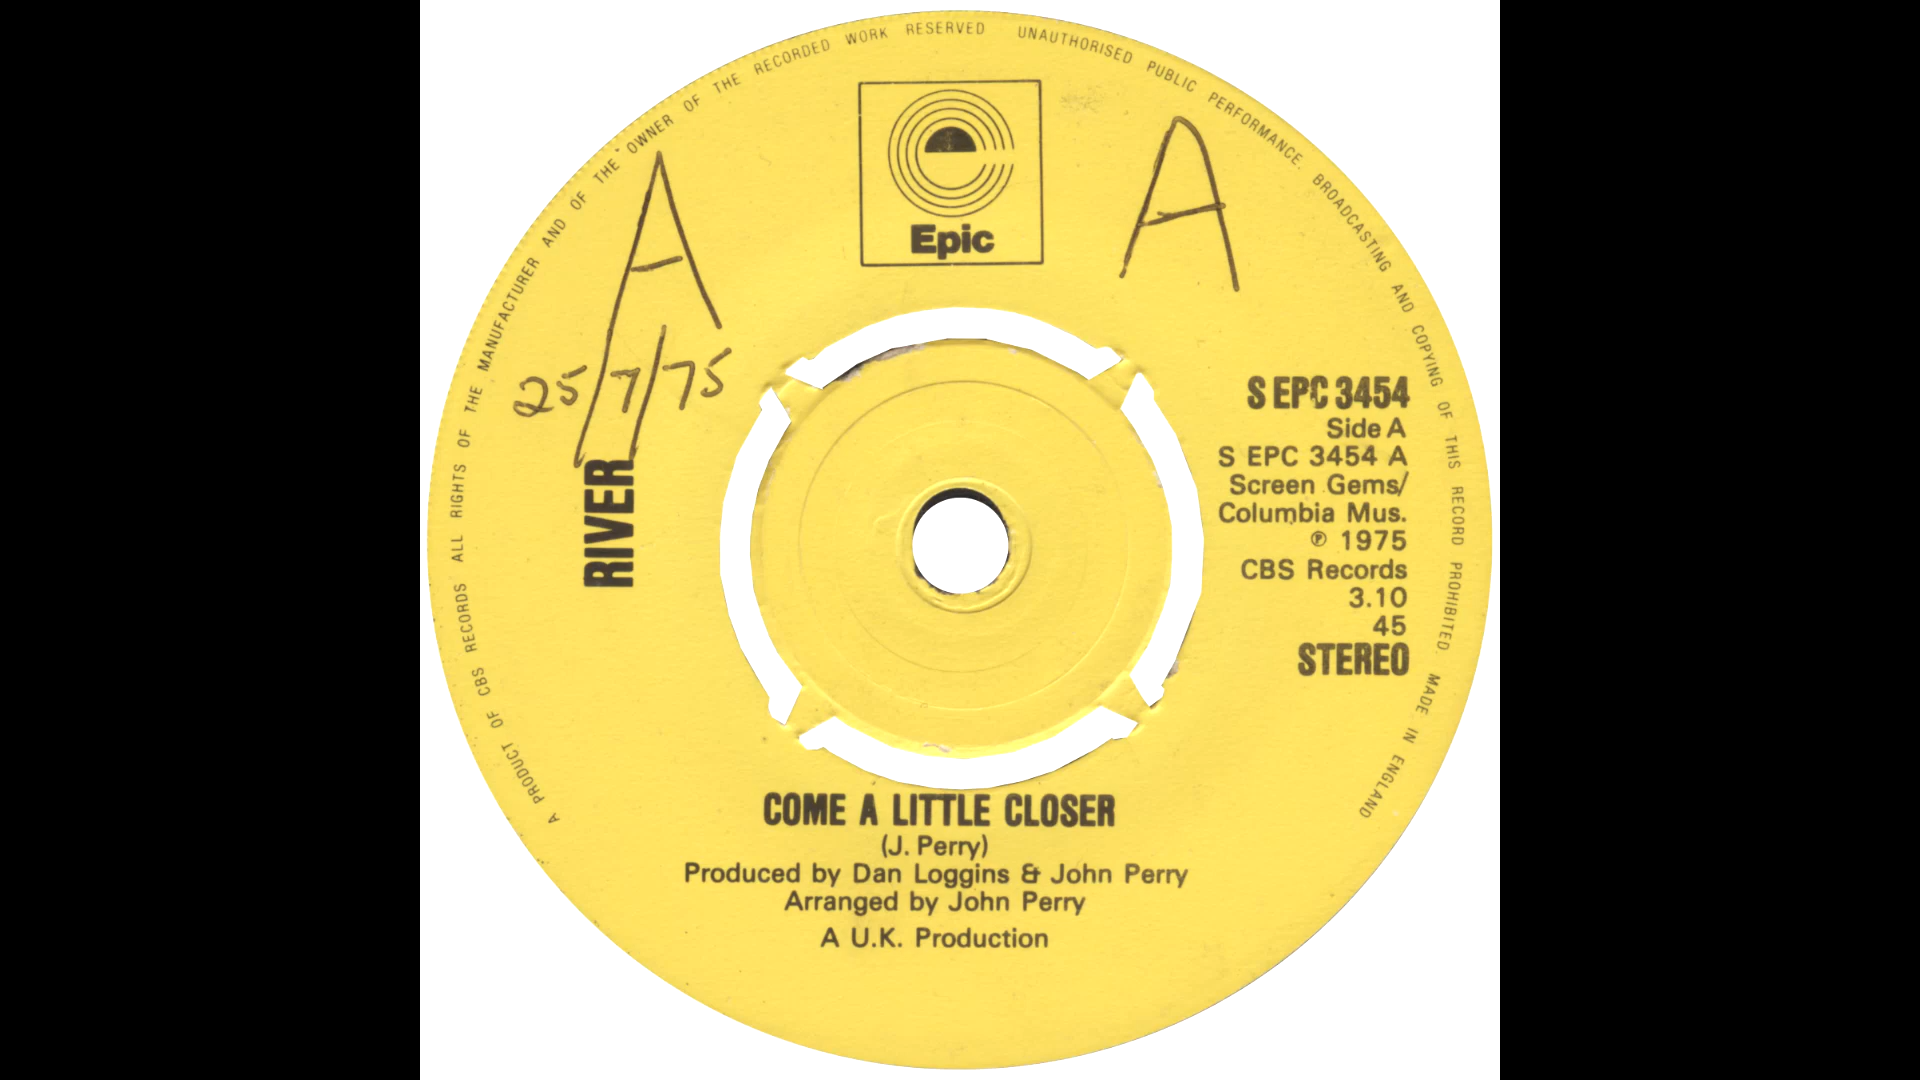 A PRODUCT OF CBS RECORDS ALL RIGHTS OF THE MANUFACTURER AND OF THE OWNER OF THE RECORDED WORK RESERVED UNAUTHORISED PUBLIC PERFORMANCE. BROADCASTING AND COPYING OF THIS RECORD PROHIBITED. MADE IN ENGLAND
Epic
A
A
25/7/75
RIVER
S EPC 3454
Side A
S EPC 3454 A
Screen Gems/
Columbia Mus.
℗ 1975
CBS Records
3.10
45
STEREO
COME A LITTLE CLOSER
(J. Perry)
Produced by Dan Loggins & John Perry
Arranged by John Perry
A U.K. Production